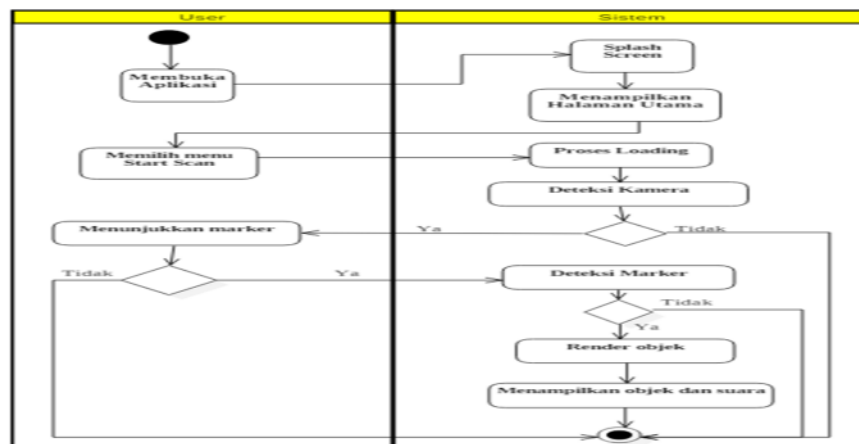 User
Sistem
Splash
Screen
Membuka
Aplikasi
Menampilkan
Halaman Utama
Memilih menu
Start Scan
Proses Loading
Deteksi Kamera
Menunjukkan marker
Ya
Tidak
Tidak
Ya
Deteksi Marker
Tidak
Ya
Render objek
Menampilkan objek dan suara